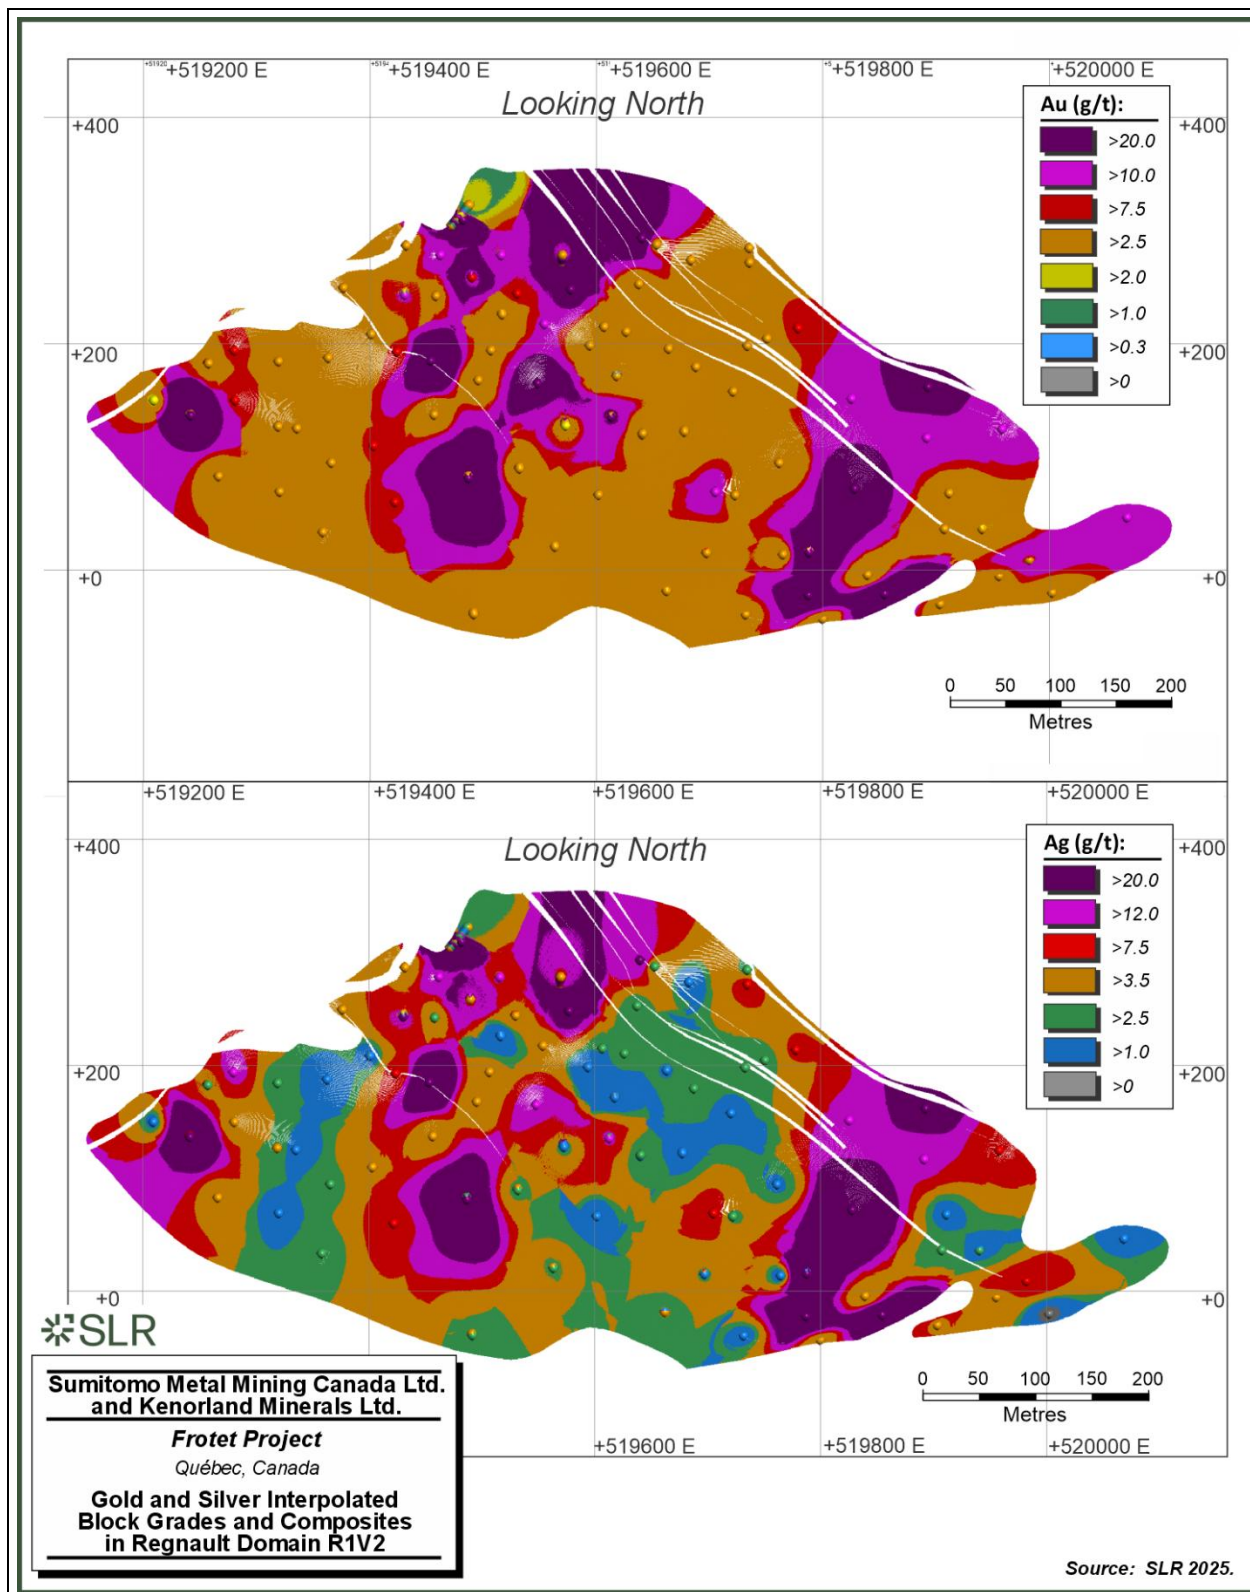 +519200 E
+519400 E
+519600 E
+519800 E
+520000 E
Looking North
Au (g/t):
>20.0
>10.0
>7.5
>2.5
>2.0
>1.0
>0.3
>0
+400
+400
+200
+200
+0
+0
0 50 100 150 200
Metres
+519200 E
+519400 E
+519600 E
+519800 E
+520000 E
Looking North
Ag (g/t):
>20.0
>12.0
>7.5
>3.5
>2.5
>1.0
>0
+400
+400
+200
+200
+0
+0
SLR
0 50 100 150 200
Metres
+519600 E
+519800 E
+520000 E
Sumitomo Metal Mining Canada Ltd.
and Kenorland Minerals Ltd.
Frotet Project
Québec, Canada
Gold and Silver Interpolated
Block Grades and Composites
in Regnault Domain R1V2
Source: SLR 2025.